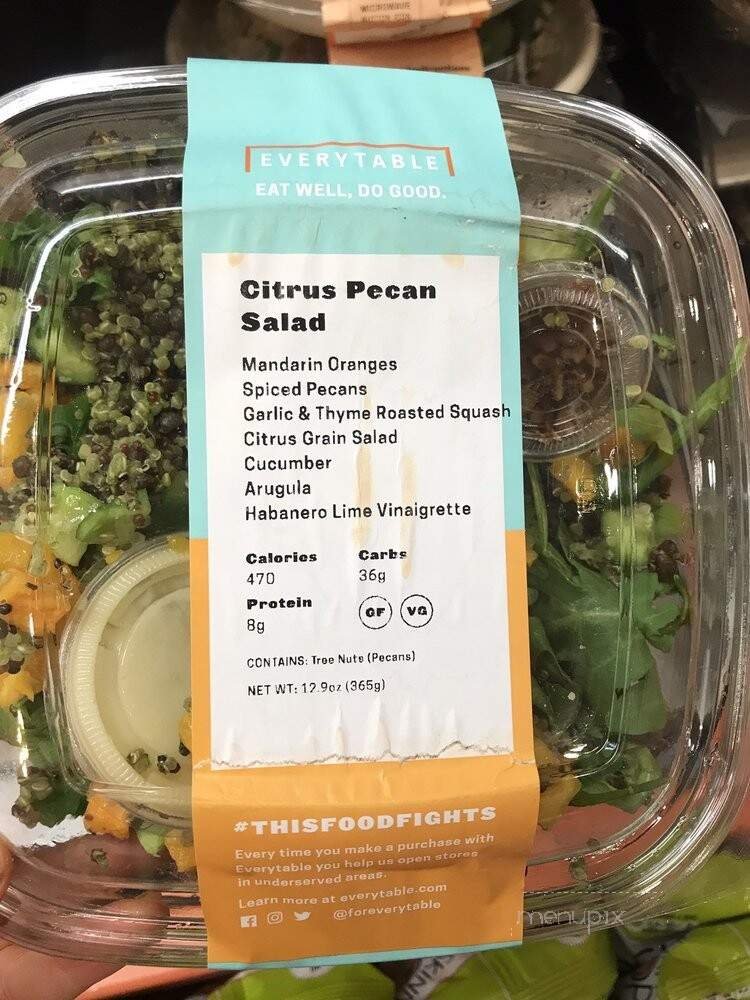 MICROWAVE
EVERYTABLE
EAT WELL, DO GOOD.
Citrus Pecan
Salad
Mandarin Oranges
Spiced Pecans
Garlic & Thyme Roasted Squash
Citrus Grain Salad
Cucumber
Arugula
Habanero Lime Vinaigrette
Calories Carbs
470 36g
Protein
8g GF VG
CONTAINS: Tree Nuts (Pecans)
NET WT: 12.9oz (365g)
#THISFOODFIGHTS
Every time you make a purchase with
Everytable you help us open stores
in underserved areas.
Learn more at everytable.com
@foreverytable
menupix